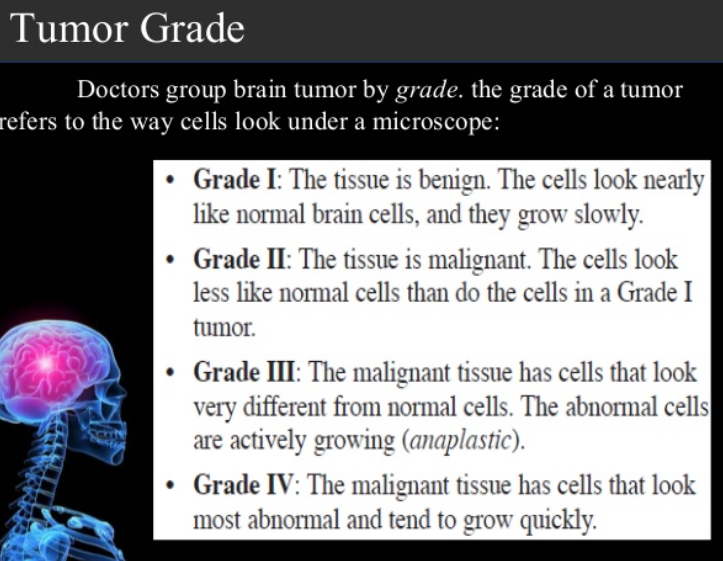 Tumor Grade
Doctors group brain tumor by grade. the grade of a tumor
refers to the way cells look under a microscope:
• Grade I: The tissue is benign. The cells look nearly
like normal brain cells, and they grow slowly.
• Grade II: The tissue is malignant. The cells look
less like normal cells than do the cells in a Grade I
tumor.
• Grade III: The malignant tissue has cells that look
very different from normal cells. The abnormal cells
are actively growing (anaplastic).
• Grade IV: The malignant tissue has cells that look
most abnormal and tend to grow quickly.